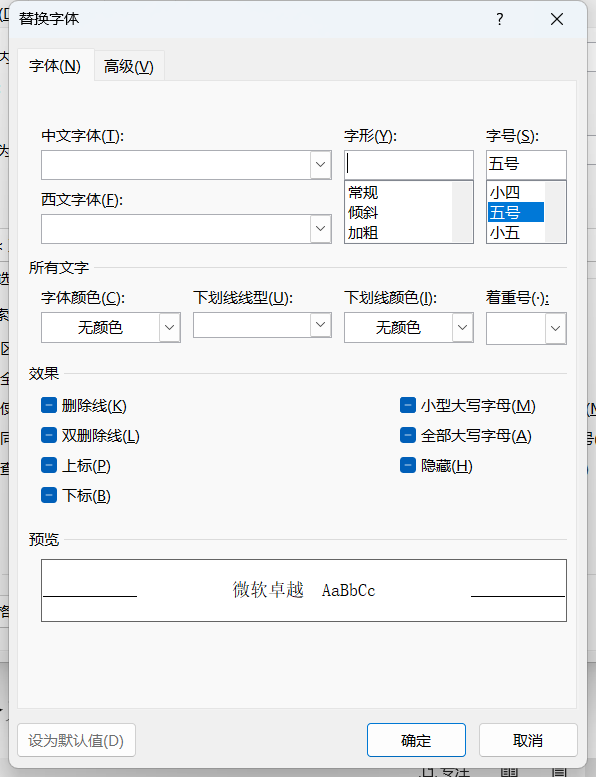 替换字体 ?
字体(N) 高级(V)
中文字体(T): 字形(Y): 字号(S):
五号
常规 小四
西文字体(F): 倾斜 五号
加粗 小五
所有文字
字体颜色(C): 下划线线型(U): 下划线颜色(I): 着重号(·):
无颜色 无颜色
效果
删除线(K) 小型大写字母(M)
双删除线(L) 全部大写字母(A)
上标(P) 隐藏(H)
下标(B)
预览
微软卓越 AaBbCc
设为默认值(D) 确定 取消
专注